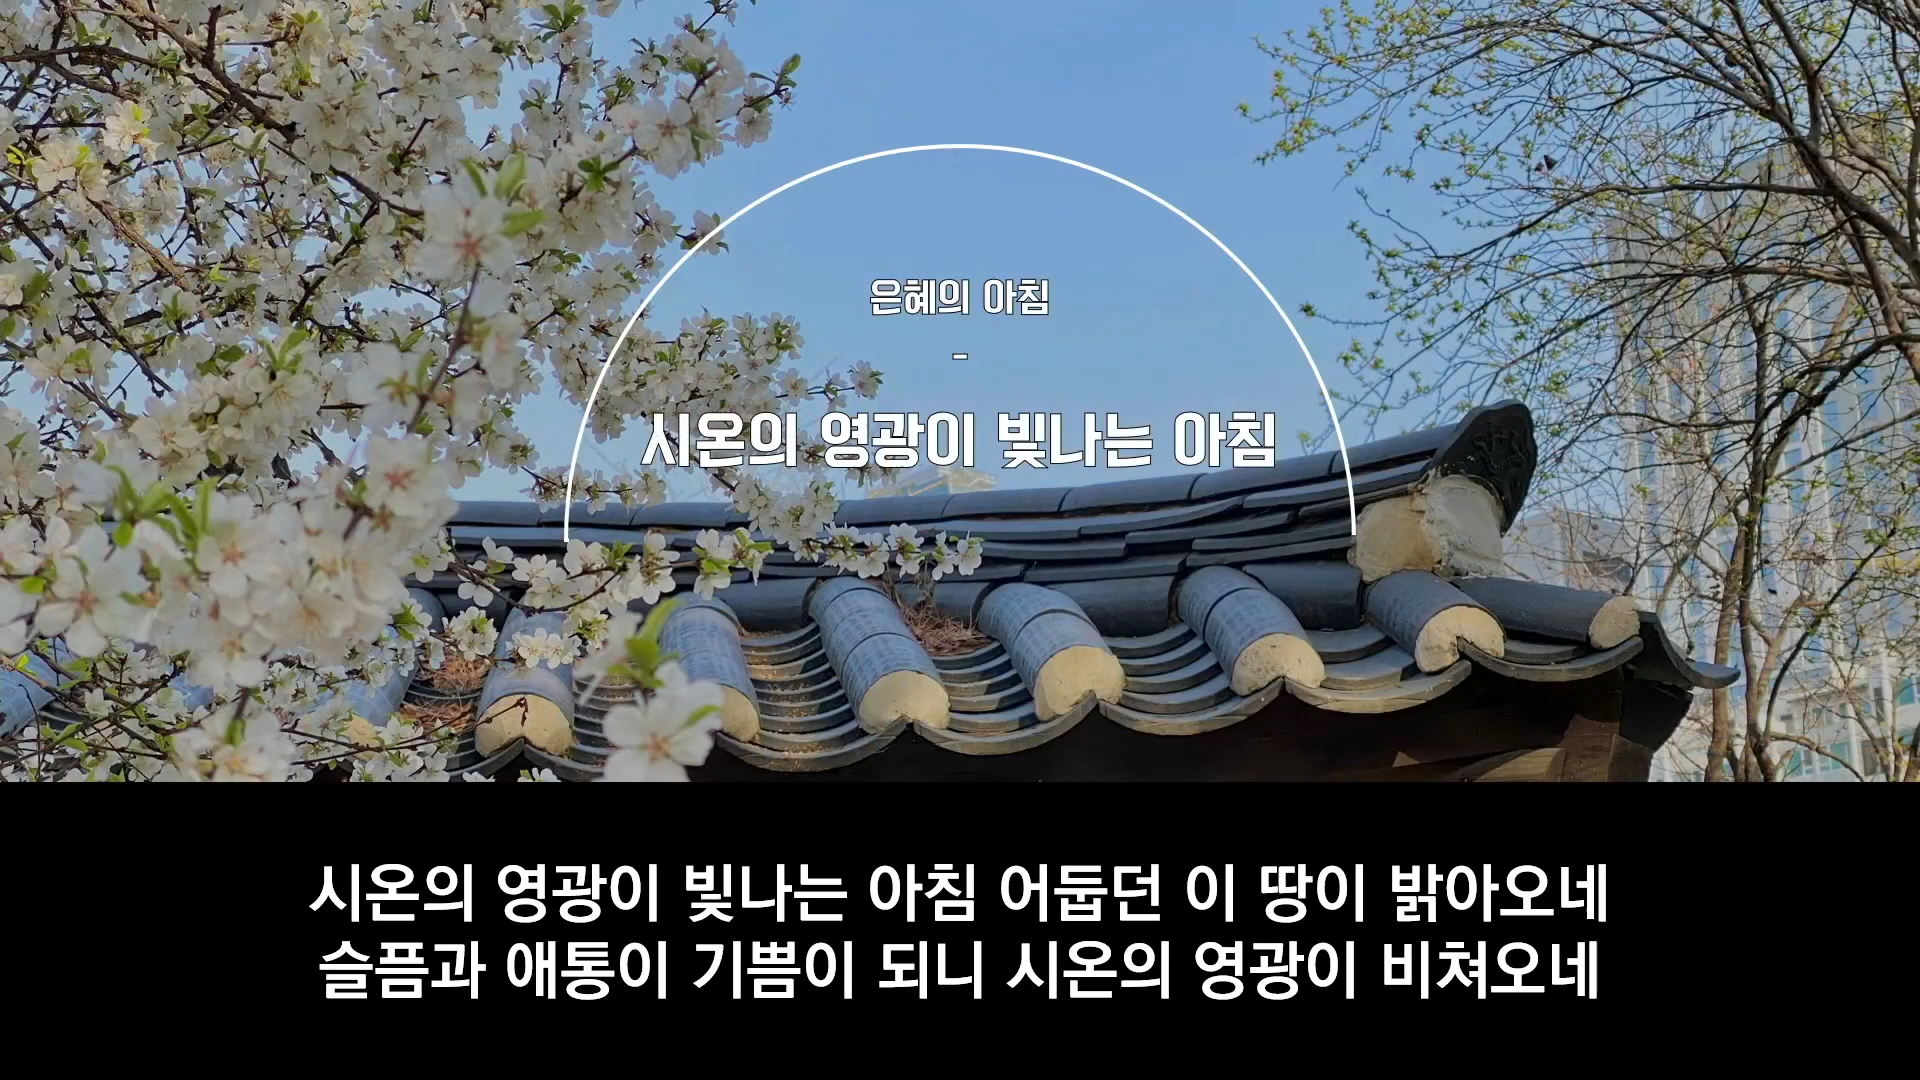 은혜의 아침
-
시온의 영광이 빛나는 아침
시온의 영광이 빛나는 아침 어둡던 이 땅이 밝아오네
슬픔과 애통이 기쁨이 되니 시온의 영광이 비쳐오네